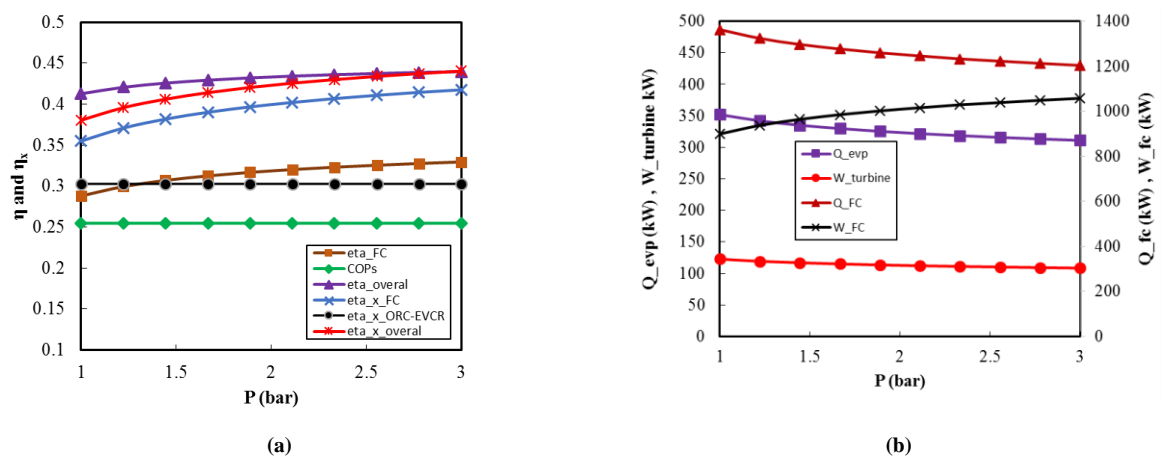 0.5
0.45
0.4
0.35
0.3
0.25
0.2
0.15
0.1
η and ηx
1
1.5
2
2.5
3
P (bar)
eta_FC
COPs
eta_overal
eta_x_FC
eta_x_ORC-EVCR
eta_x_overal
(a)
500
450
400
350
300
250
200
150
100
50
0
Q_evp (kW) , W_turbine kW)
1
1.5
2
2.5
3
P (bar)
Q_evp
W_turbine
Q_FC
W_FC
1400
1200
1000
800
600
400
200
0
Q_fc (kW) , W_fc (kW)
(b)